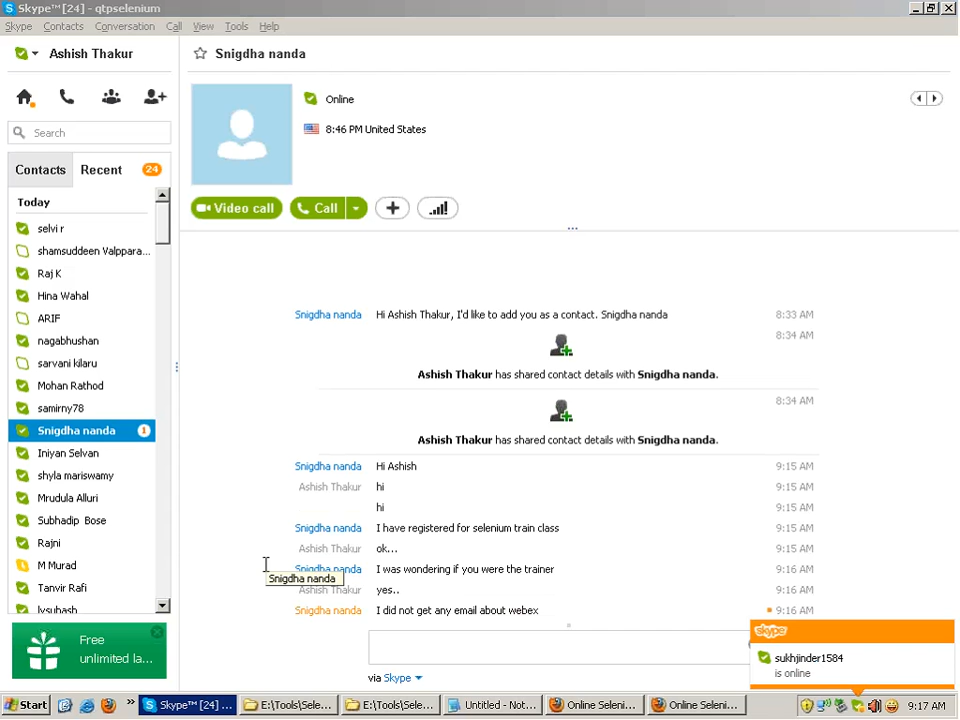 Skype™ [24] - qtpselenium
Skype Contacts Conversation Call View Tools Help
Ashish Thakur
Search
Contacts Recent 24
Today
selvi r
shamsuddeen Valppara...
Raj K
Hina Wahal
ARIF
nagabhushan
sarvani kilaru
Mohan Rathod
samirny78
Snigdha nanda 1
Iniyan Selvan
shyla mariswamy
Mrudula Alluri
Subhadip Bose
Rajni
M Murad
Tanvir Rafi
lysubash
Free
unlimited la...
Snigdha nanda
Online
8:46 PM United States
Video call Call
...
Snigdha nanda Hi Ashish Thakur, I'd like to add you as a contact. Snigdha nanda 8:33 AM
8:34 AM
Ashish Thakur has shared contact details with Snigdha nanda.
8:34 AM
Ashish Thakur has shared contact details with Snigdha nanda.
Snigdha nanda Hi Ashish 9:15 AM
Ashish Thakur hi 9:15 AM
hi 9:15 AM
Snigdha nanda I have registered for selenium train class 9:15 AM
Ashish Thakur ok... 9:15 AM
Snigdha nanda I was wondering if you were the trainer 9:16 AM
Snigdha nanda
Ashish Thakur yes.. 9:16 AM
Snigdha nanda I did not get any email about webex 9:16 AM
via Skype
skype
sukhjinder1584
is online
Start Skype™ [24] ... E:\Tools\Sele... E:\Tools\Sele... Untitled - Not... Online Seleni... Online Seleni... 9:17 AM